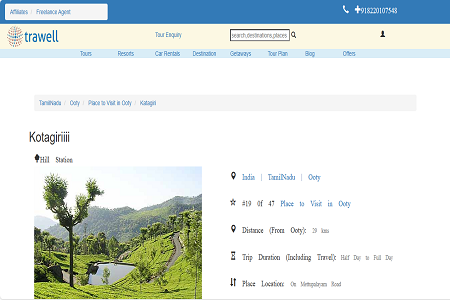 Affiliates / Freelance Agent
+918220107548
trawell
Tour Enquiry
search,destinations,places
Tours Resorts Car Rentals Destination Getaways Tour Plan Blog Offers
TamilNadu / Ooty / Place to Visit in Ooty / Katagiri
Kotagiriiii
Hill Station
India | TamilNadu | Ooty
#19 Of 47 Place to Visit in Ooty
Distance (From Ooty): 29 kms
Trip Duration (Including Travel): Half Day to Full Day
Place Location: On Mettupalayam Road